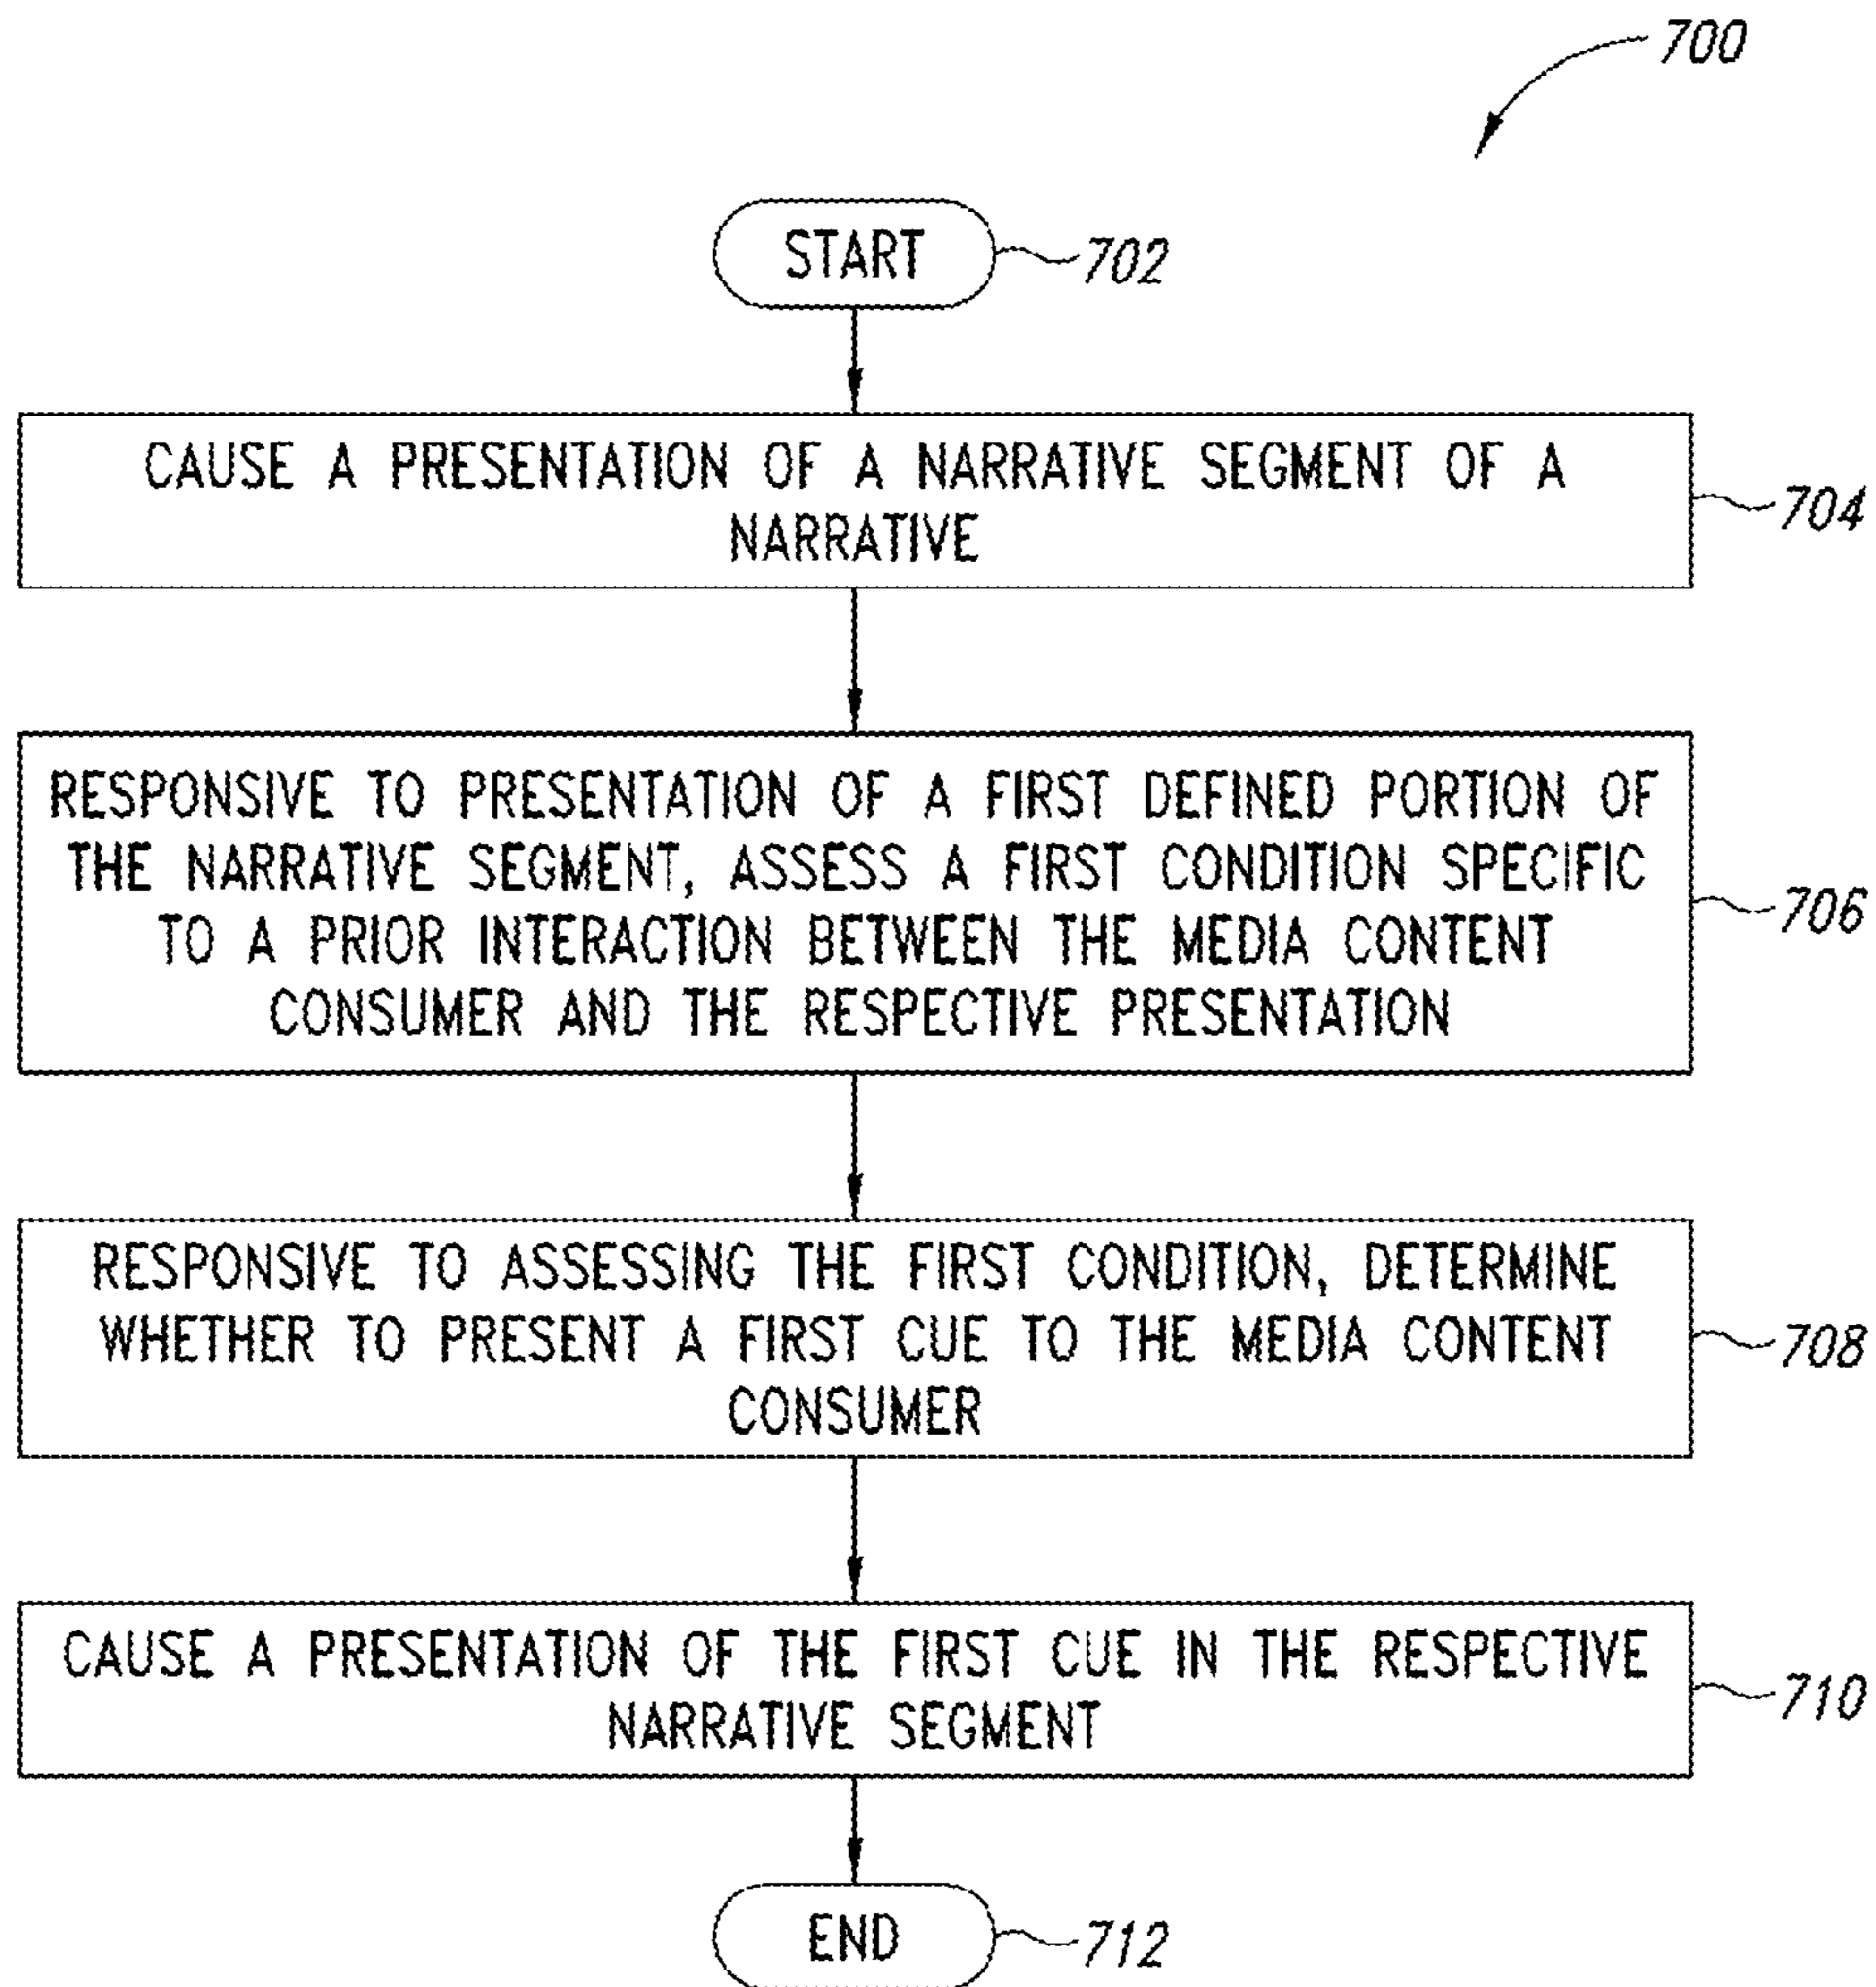 700
START
702
CAUSE A PRESENTATION OF A NARRATIVE SEGMENT OF A
NARRATIVE
704
RESPONSIVE TO PRESENTATION OF A FIRST DEFINED PORTION OF
THE NARRATIVE SEGMENT, ASSESS A FIRST CONDITION SPECIFIC
TO A PRIOR INTERACTION BETWEEN THE MEDIA CONTENT
CONSUMER AND THE RESPECTIVE PRESENTATION
706
RESPONSIVE TO ASSESSING THE FIRST CONDITION, DETERMINE
WHETHER TO PRESENT A FIRST CUE TO THE MEDIA CONTENT
CONSUMER
708
CAUSE A PRESENTATION OF THE FIRST CUE IN THE RESPECTIVE
NARRATIVE SEGMENT
710
END
712